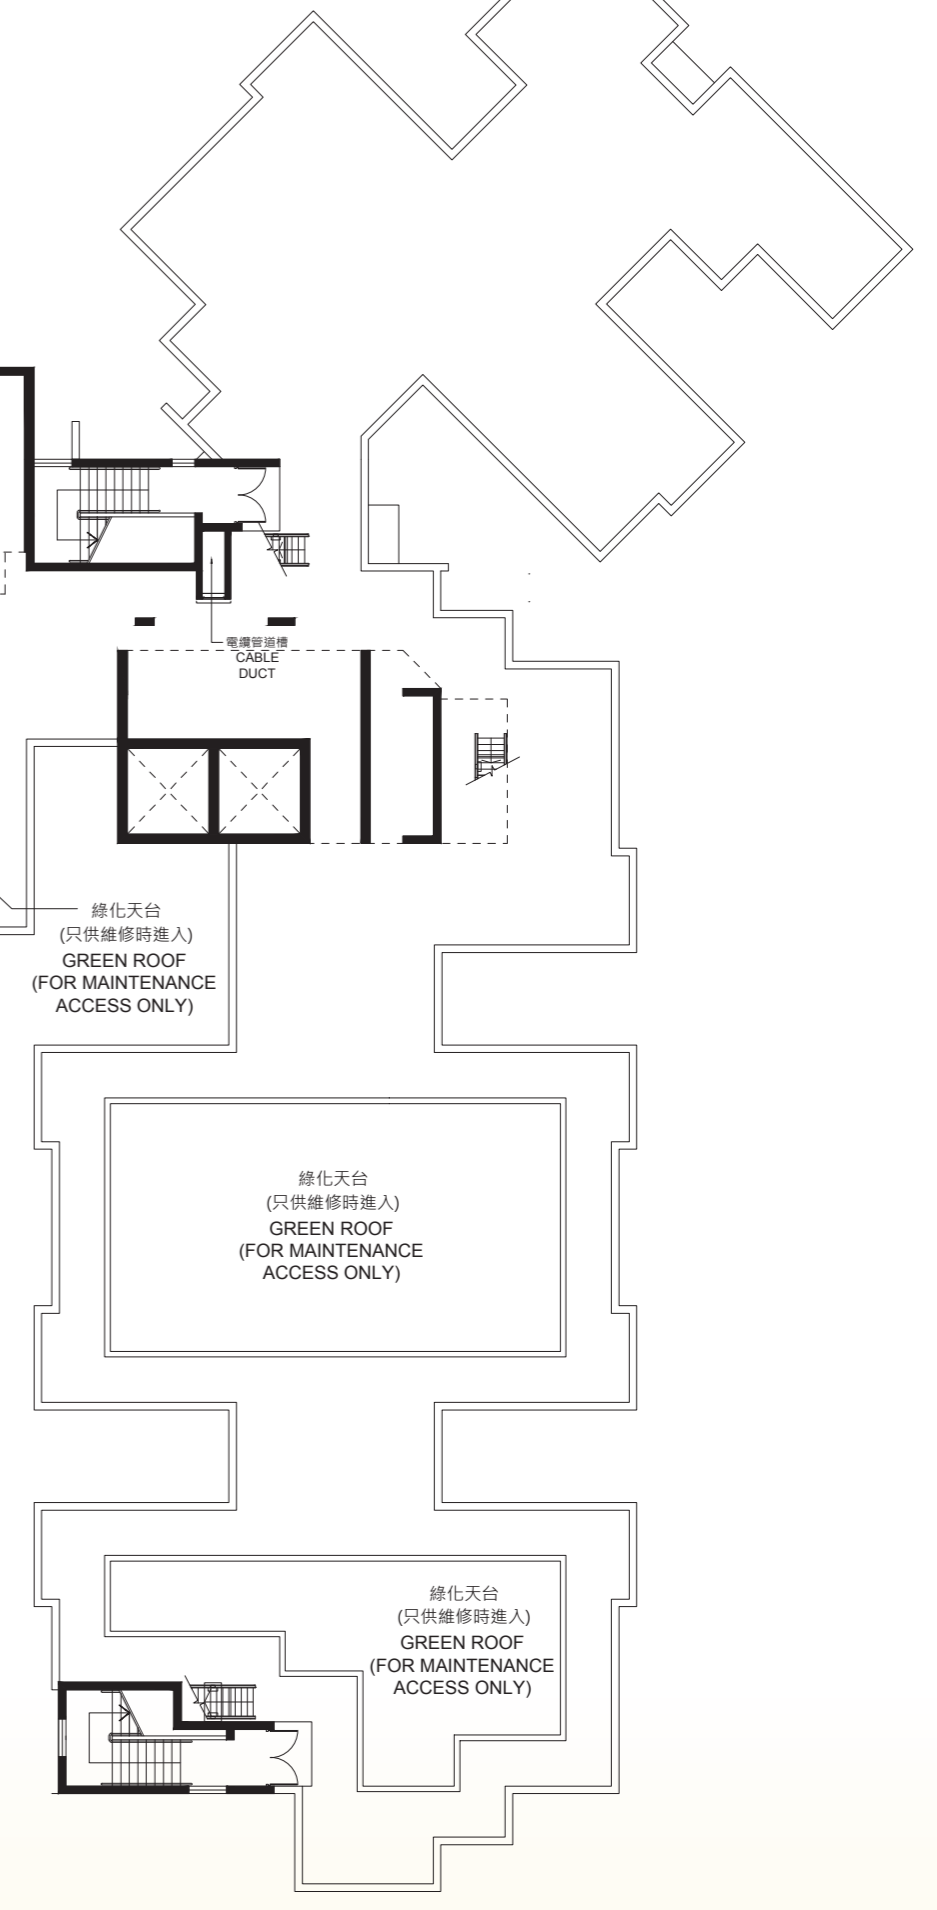 電纜管道槽
CABLE
DUCT
綠化天台
(只供維修時進入)
GREEN ROOF
(FOR MAINTENANCE
ACCESS ONLY)
綠化天台
(只供維修時進入)
GREEN ROOF
(FOR MAINTENANCE
ACCESS ONLY)
綠化天台
(只供維修時進入)
GREEN ROOF
(FOR MAINTENANCE
ACCESS ONLY)